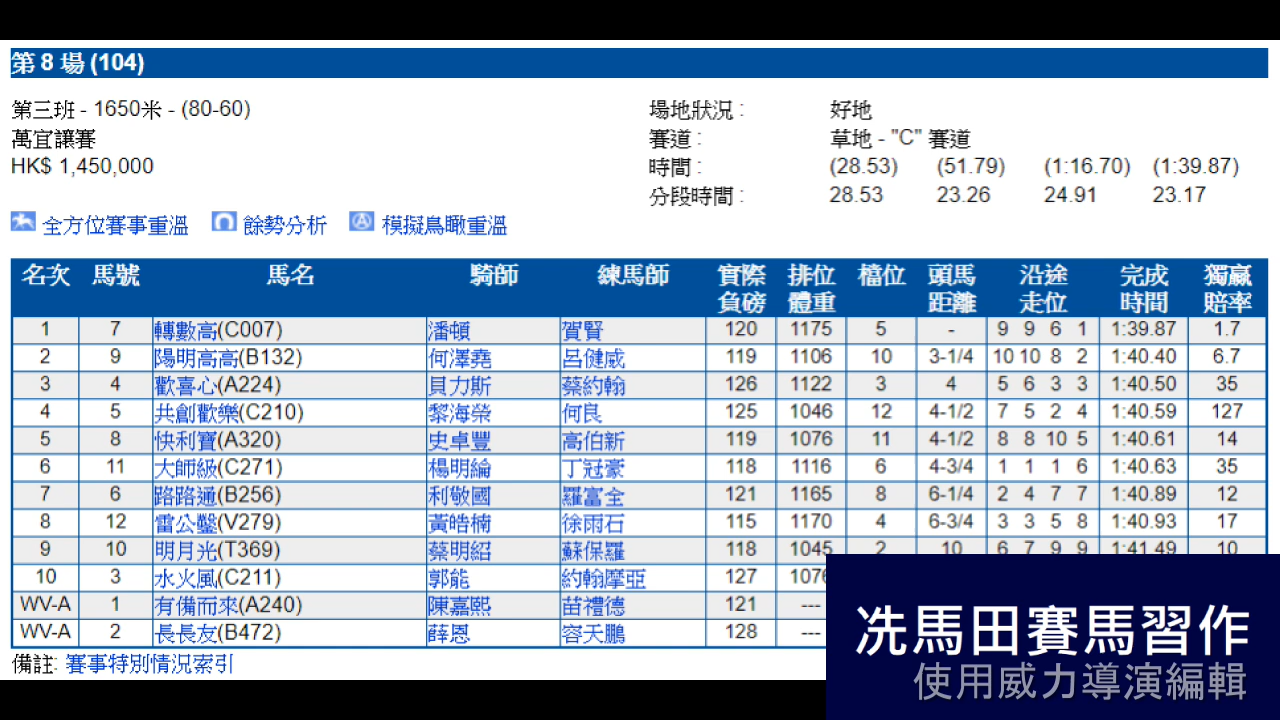 第 8 場 (104)
第三班 - 1650米 - (80-60) 場地狀況 : 好地
萬宜讓賽 賽道 : 草地 - "C" 賽道
HK$ 1,450,000 時間 : (28.53) (51.79) (1:16.70) (1:39.87)
分段時間 : 28.53 23.26 24.91 23.17
全方位賽事重溫 餘勢分析 模擬鳥瞰重溫
名次 馬號 馬名 騎師 練馬師 實際負磅 排位體重 檔位 頭馬距離 沿途走位 完成時間 獨贏賠率
1 7 轉數高(C007) 潘頓 賀賢 120 1175 5 - 9 9 6 1 1:39.87 1.7
2 9 陽明高高(B132) 何澤堯 呂健威 119 1106 10 3-1/4 10 10 8 2 1:40.40 6.7
3 4 歡喜心(A224) 貝力斯 蔡約翰 126 1122 3 4 5 6 3 3 1:40.50 35
4 5 共創歡樂(C210) 黎海榮 何良 125 1046 12 4-1/2 7 5 2 4 1:40.59 127
5 8 快利寶(A320) 史卓豐 高伯新 119 1076 11 4-1/2 8 8 10 5 1:40.61 14
6 11 大師級(C271) 楊明綸 丁冠豪 118 1116 6 4-3/4 1 1 1 6 1:40.63 35
7 6 路路通(B256) 利敬國 羅富全 121 1165 8 6-1/4 2 4 7 7 1:40.89 12
8 12 雷公鑿(V279) 黃皓楠 徐雨石 115 1170 4 6-3/4 3 3 5 8 1:40.93 17
9 10 明月光(T369) 蔡明紹 蘇保羅 118 1045 2 10 6 7 9 9 1:41.49 10
10 3 水火風(C211) 郭能 約翰摩亞 127 1076
WV-A 1 有備而來(A240) 陳嘉熙 苗禮德 121 ---
WV-A 2 長長友(B472) 薛恩 容天鵬 128 ---
備註: 賽事特別情況索引
冼馬田賽馬習作
使用威力導演編輯